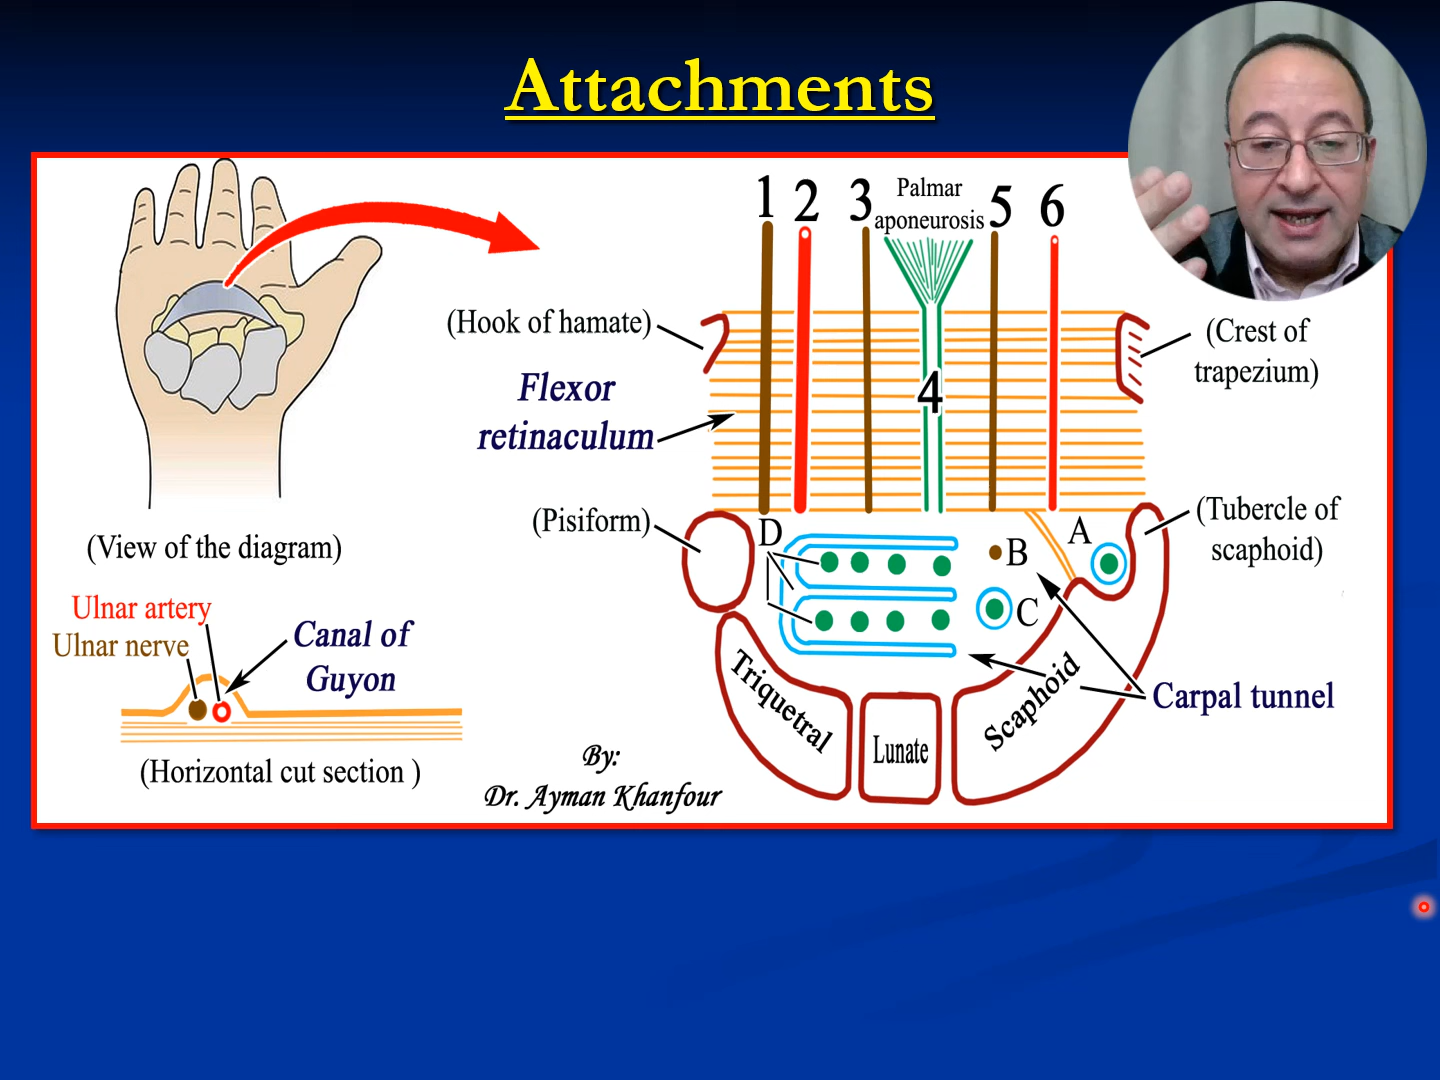 Attachments
(View of the diagram)
Ulnar artery
Ulnar nerve
Canal of
Guyon
(Horizontal cut section )
1
2
3
Palmar
aponeurosis
5
6
(Hook of hamate)
(Crest of
trapezium)
Flexor
retinaculum
4
(Pisiform)
(Tubercle of
scaphoid)
D
B
A
C
Triquetral
Lunate
Scaphoid
Carpal tunnel
By:
Dr. Ayman Khanfour